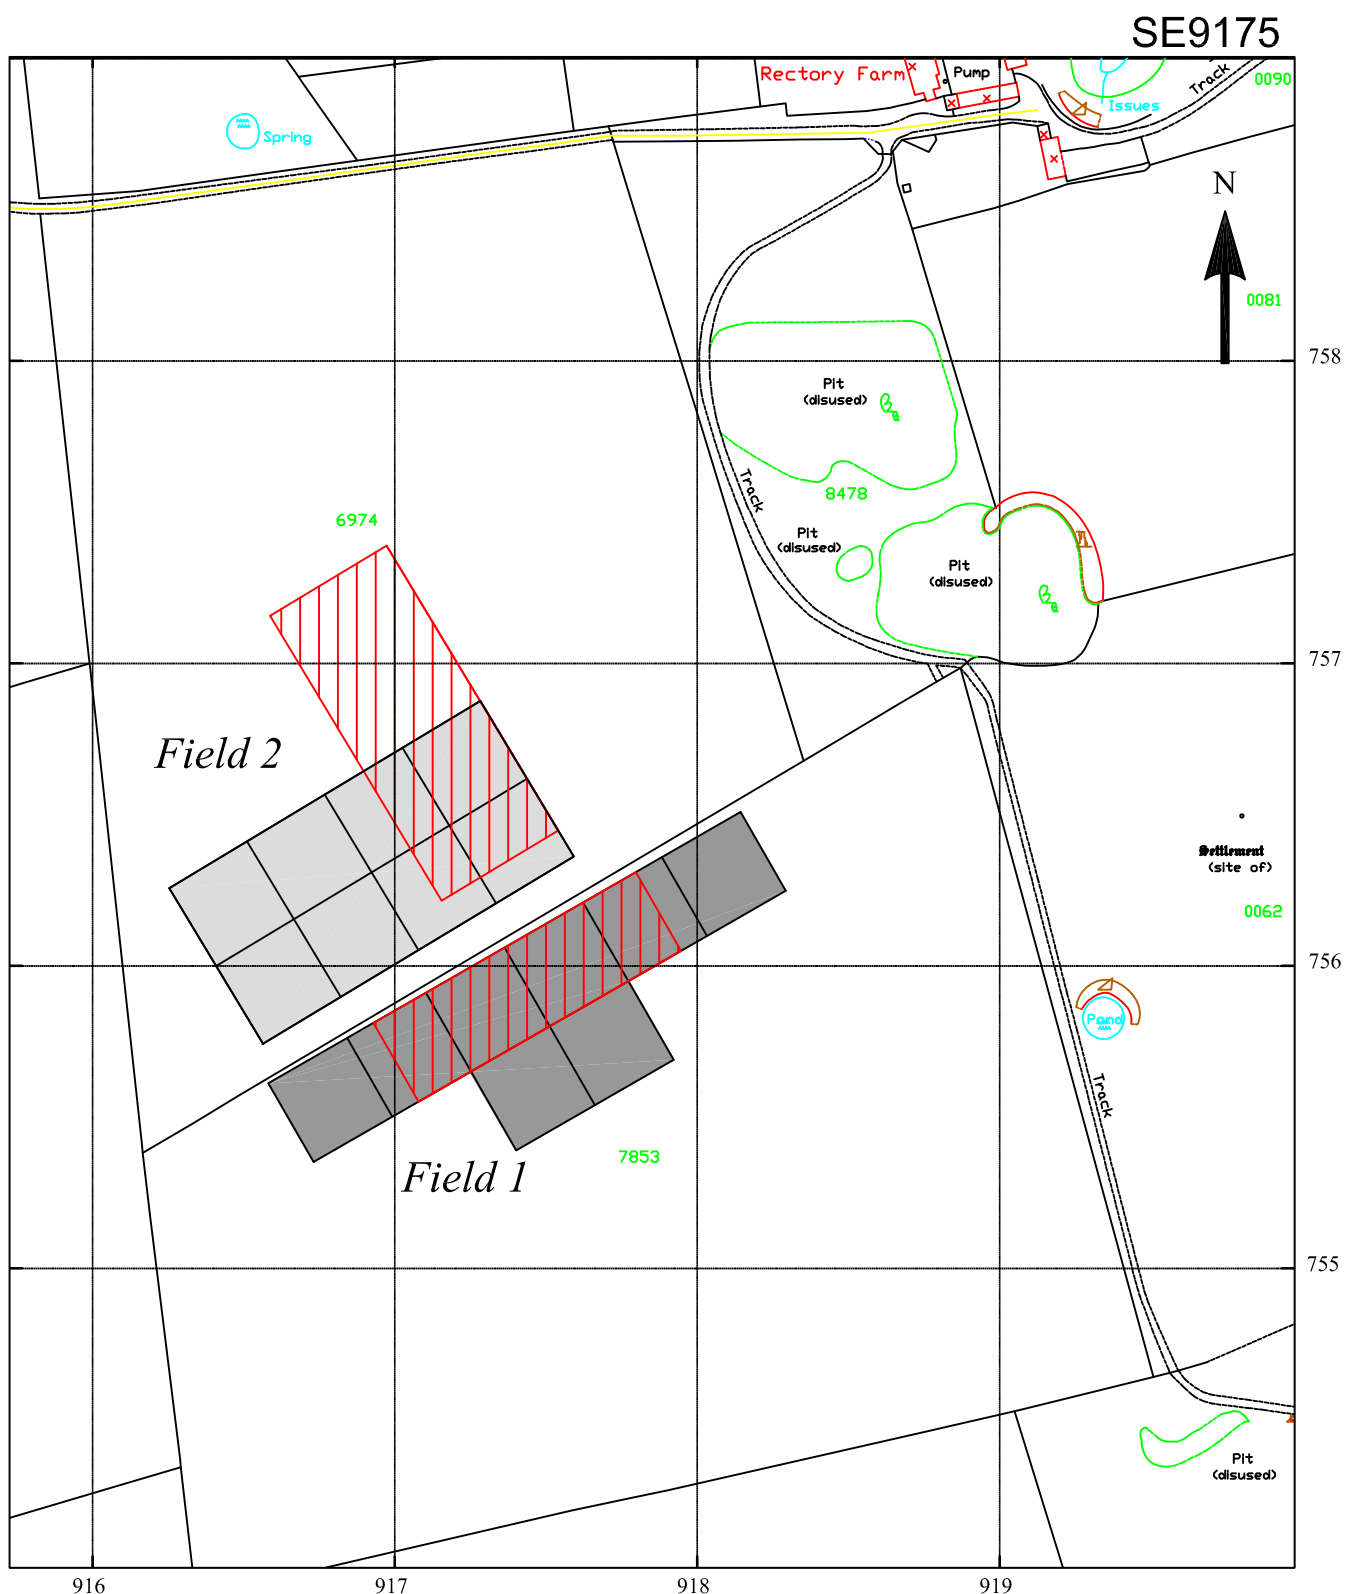 SE9175
Rectory Farm
Pump
Track
0090
Issues
Spring
N
0081
758
Pit
(disused)
8478
Track
6974
Pit
(disused)
Pit
(disused)
757
Field 2
Settlement
(site of)
0062
756
Pond
Track
7853
Field 1
755
Pit
(disused)
916
917
918
919